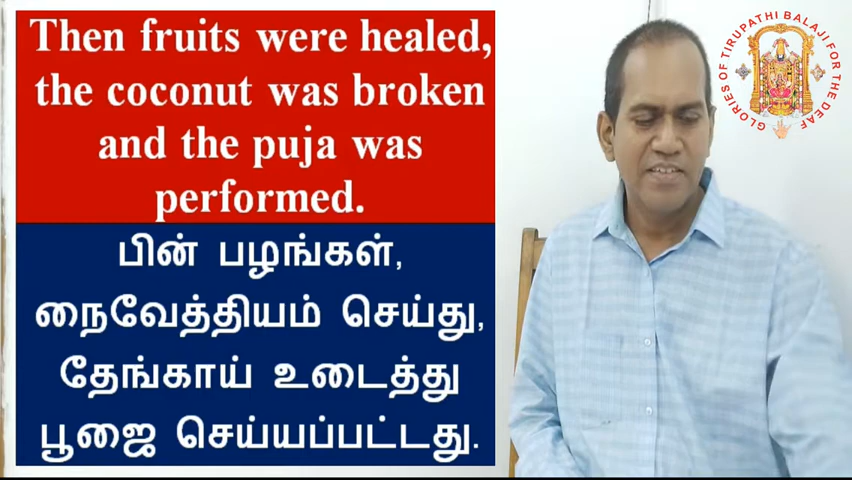 Then fruits were healed,
the coconut was broken
and the puja was
performed.
பின் பழங்கள்,
நைவேத்தியம் செய்து,
தேங்காய் உடைத்து
பூஜை செய்யப்பட்டது.
GLORIES OF TIRUPATHI BALAJI FOR THE DEAF